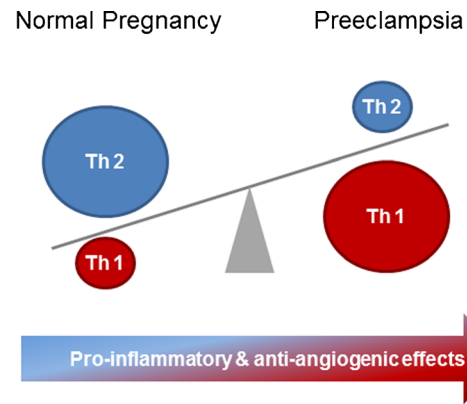 Normal Pregnancy
Preeclampsia
Th 2
Th 2
Th 1
Th 1
Pro-inflammatory & anti-angiogenic effects